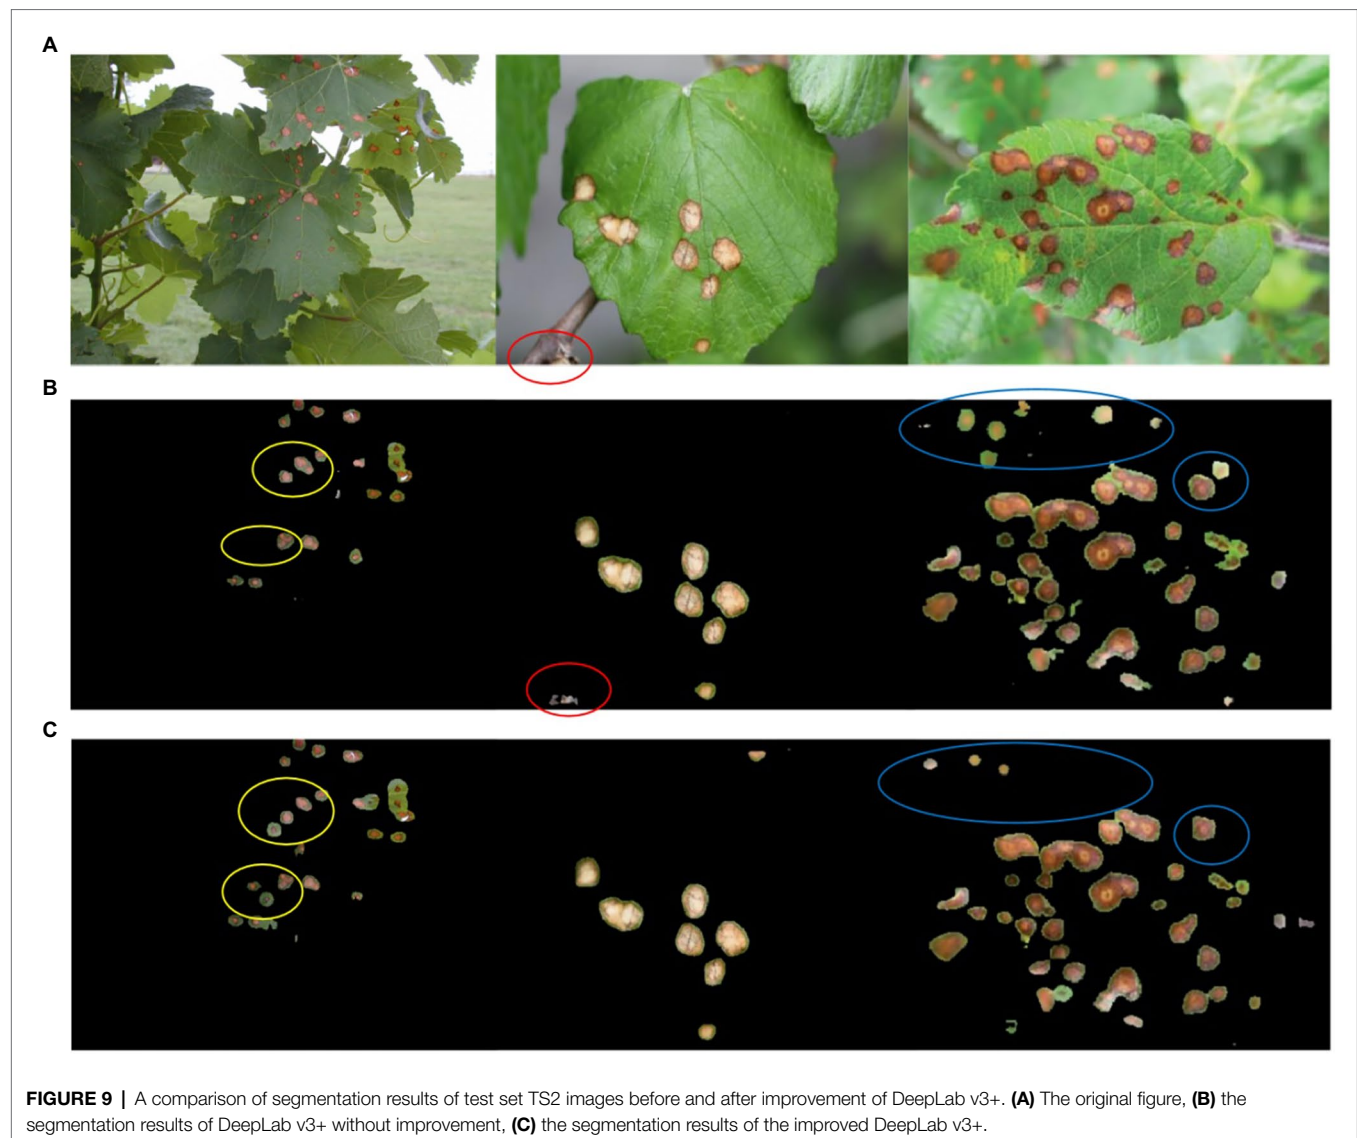 A
B
C
FIGURE 9 | A comparison of segmentation results of test set TS2 images before and after improvement of DeepLab v3+. (A) The original figure, (B) the
segmentation results of DeepLab v3+ without improvement, (C) the segmentation results of the improved DeepLab v3+.